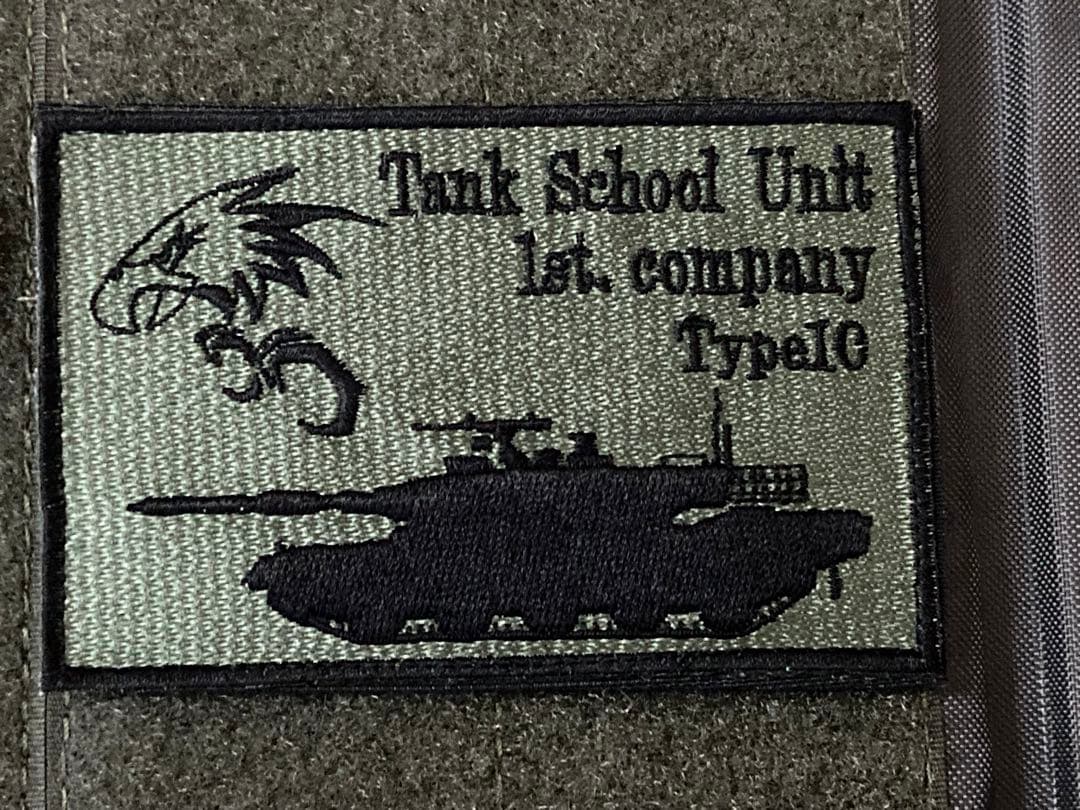 Tank School Unit
1st. company
Type10